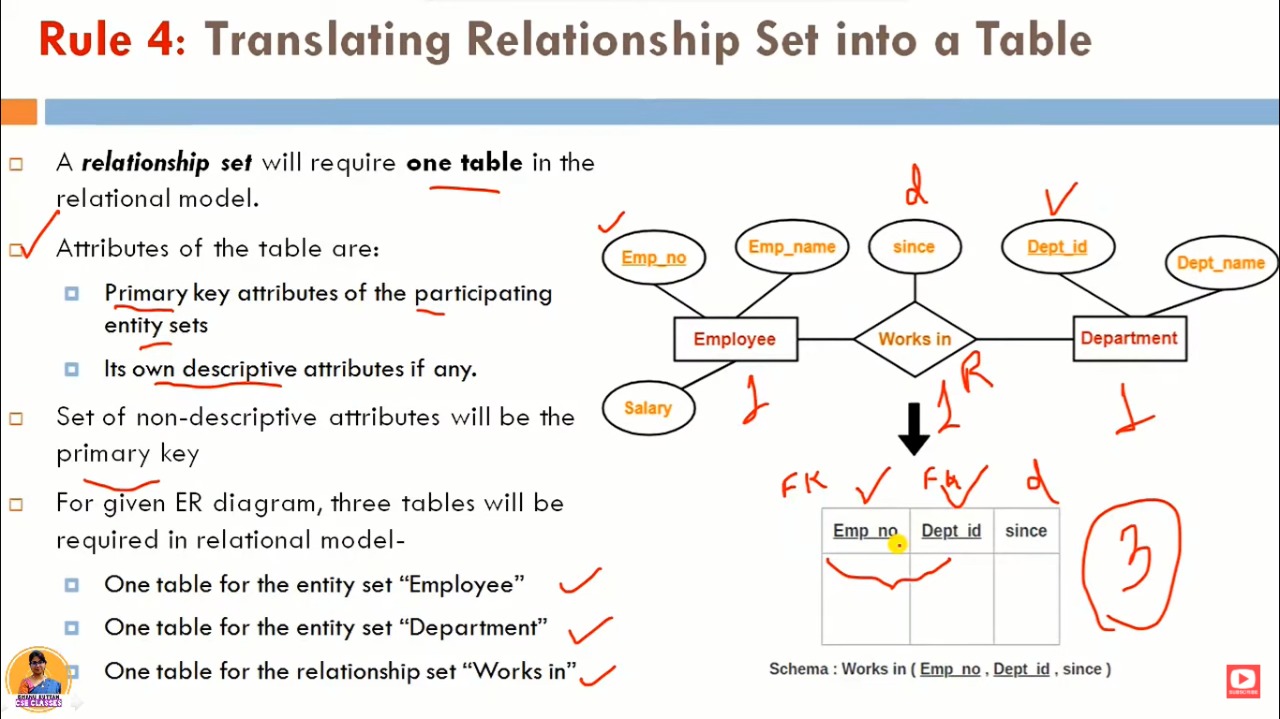 Rule 4: Translating Relationship Set into a Table
A relationship set will require one table in the
relational model.
Attributes of the table are:
Primary key attributes of the participating
entity sets
Its own descriptive attributes if any.
Set of non-descriptive attributes will be the
primary key
For given ER diagram, three tables will be
required in relational model-
One table for the entity set “Employee”
One table for the entity set “Department”
One table for the relationship set “Works in”
d
Emp_no
Emp_name
since
Dept_id
Dept_name
Employee
Works in
Department
Salary
1
1
R
1
FK
FK
d
Emp_no
Dept_id
since
3
Schema : Works in ( Emp_no , Dept_id , since )
CSE CLASSES
SUBSCRIBE